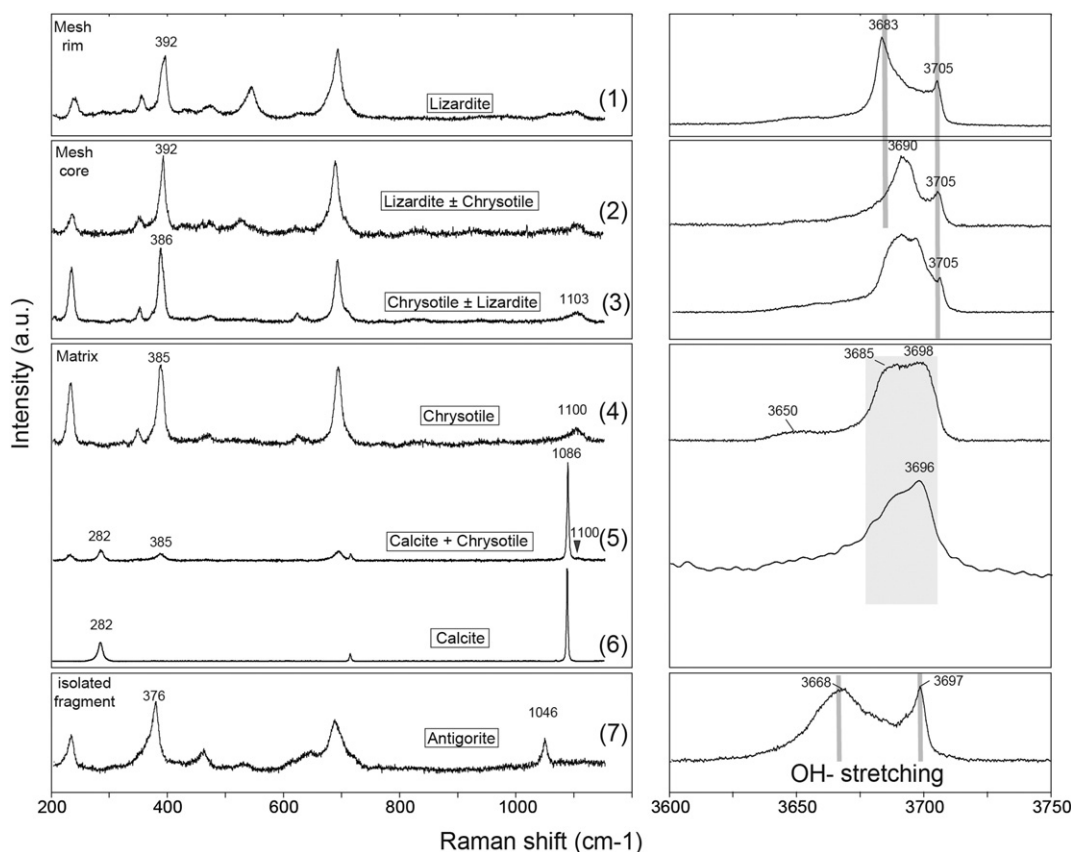 Mesh
rim
392
Lizardite
(1)
3683
3705
Mesh
core
392
Lizardite ± Chrysotile
(2)
3690
3705
386
Chrysotile ± Lizardite
1103
(3)
3705
Matrix
385
Chrysotile
1100
(4)
3650
3685
3698
282
385
Calcite + Chrysotile
1086
1100
(5)
3696
282
Calcite
(6)
isolated
fragment
376
Antigorite
1046
(7)
3668
3697
OH- stretching
200 400 600 800 1000
3600 3650 3700 3750
Intensity (a.u.)
Raman shift (cm-1)